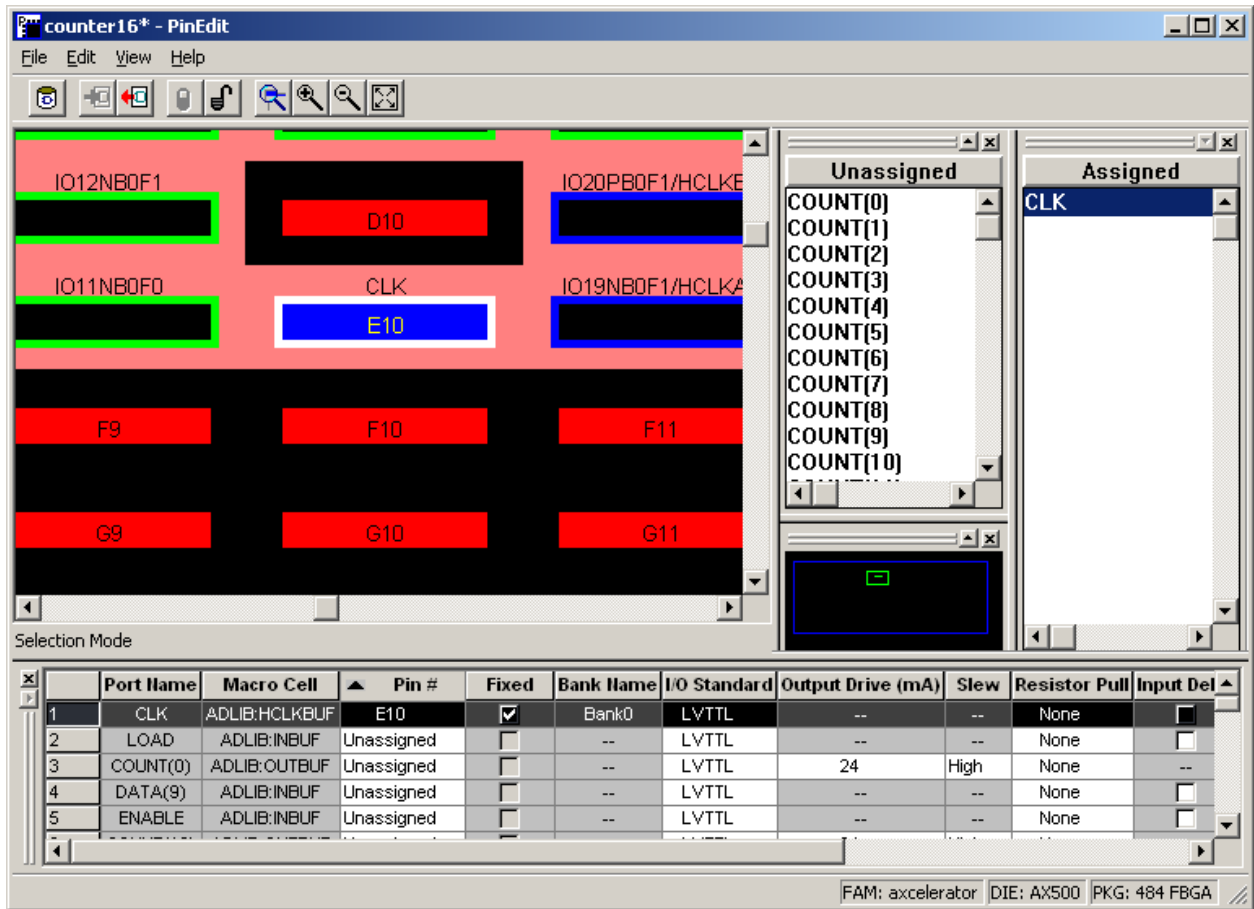 counter16* - PinEdit
File Edit View Help
IO12NB0F1 IO20PB0F1/HCLKB
D10
IO11NB0F0 CLK IO19NB0F1/HCLKA
E10
F9 F10 F11
G9 G10 G11
Selection Mode
Unassigned
COUNT(0)
COUNT(1)
COUNT(2)
COUNT(3)
COUNT(4)
COUNT(5)
COUNT(6)
COUNT(7)
COUNT(8)
COUNT(9)
COUNT(10)
Assigned
CLK
Port Name Macro Cell Pin # Fixed Bank Name I/O Standard Output Drive (mA) Slew Resistor Pull Input Del
1 CLK ADLIB:HCLKBUF E10 Bank0 LVTTL -- -- None
2 LOAD ADLIB:INBUF Unassigned -- LVTTL -- -- None
3 COUNT(0) ADLIB:OUTBUF Unassigned -- LVTTL 24 High None --
4 DATA(9) ADLIB:INBUF Unassigned -- LVTTL -- -- None
5 ENABLE ADLIB:INBUF Unassigned -- LVTTL -- -- None
FAM: axcelerator DIE: AX500 PKG: 484 FBGA